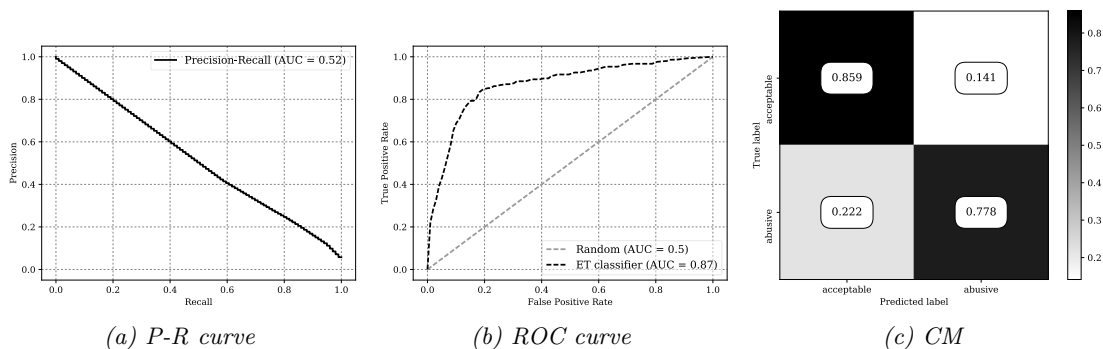 1.0
0.8
0.6
0.4
0.2
0.0
Precision
Precision-Recall (AUC = 0.52)
0.0 0.2 0.4 0.6 0.8 1.0
Recall
(a) P-R curve
1.0
0.8
0.6
0.4
0.2
0.0
True Positive Rate
Random (AUC = 0.5)
ET classifier (AUC = 0.87)
0.0 0.2 0.4 0.6 0.8 1.0
False Positive Rate
(b) ROC curve
True label
acceptable
abusive
0.859 0.141
0.222 0.778
acceptable abusive
Predicted label
0.8
0.7
0.6
0.5
0.4
0.3
0.2
(c) CM